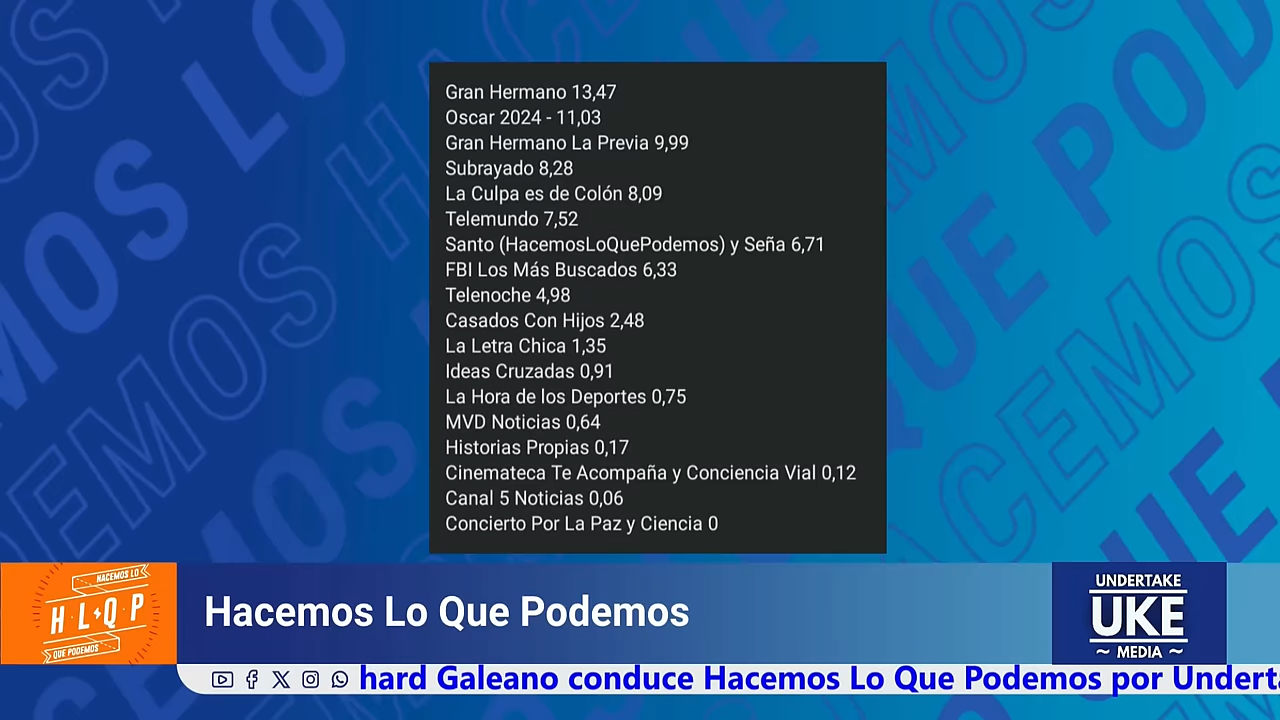 Gran Hermano 13,47
Oscar 2024 - 11,03
Gran Hermano La Previa 9,99
Subrayado 8,28
La Culpa es de Colón 8,09
Telemundo 7,52
Santo (HacemosLoQuePodemos) y Seña 6,71
FBI Los Más Buscados 6,33
Telenoche 4,98
Casados Con Hijos 2,48
La Letra Chica 1,35
Ideas Cruzadas 0,91
La Hora de los Deportes 0,75
MVD Noticias 0,64
Historias Propias 0,17
Cinemateca Te Acompaña y Conciencia Vial 0,12
Canal 5 Noticias 0,06
Concierto Por La Paz y Ciencia 0
HACEMOS LO
H L Q P
QUE PODEMOS
Hacemos Lo Que Podemos
UNDERTAKE
UKE
~ MEDIA ~
hard Galeano conduce Hacemos Lo Que Podemos por Underta